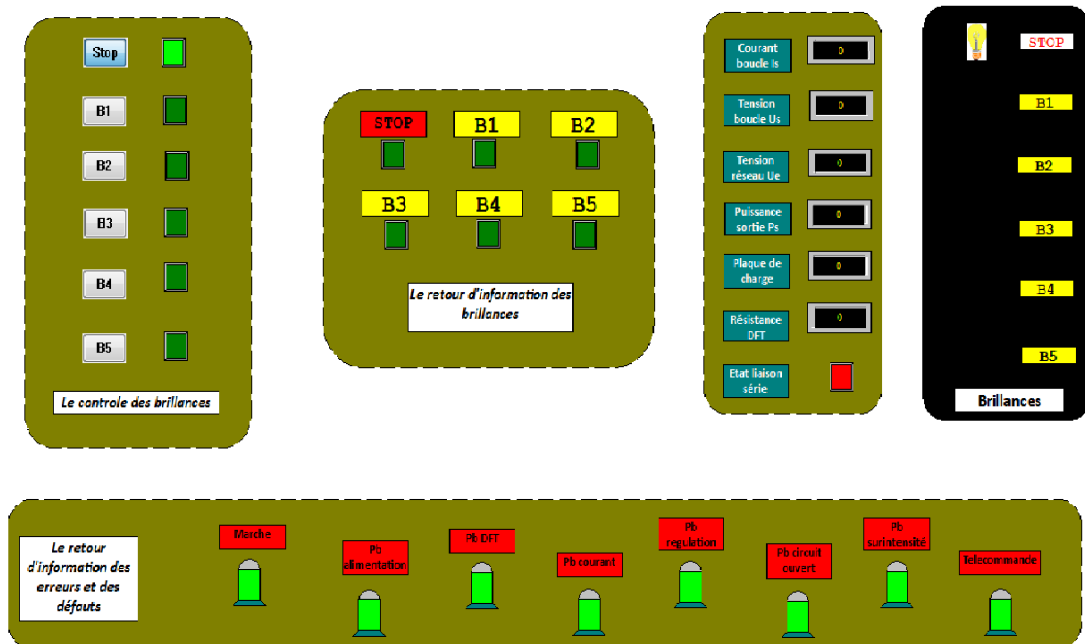 Stop
B1
B2
B3
B4
B5
Le controle des brillances
STOP
B1
B2
B3
B4
B5
Le retour d'information des
brillances
Courant
boucle Is
0
Tension
boucle Us
0
Tension
réseau Ue
0
Puissance
sortie Ps
0
Plaque de
charge
0
Résistance
DFT
0
Etat liaison
série
STOP
B1
B2
B3
B4
B5
Brillances
Le retour
d'information des
erreurs et des
défauts
Marche
Pb
alimentation
Pb DFT
Pb courant
Pb
regulation
Pb circuit
ouvert
Pb
surintensité
Telecommande